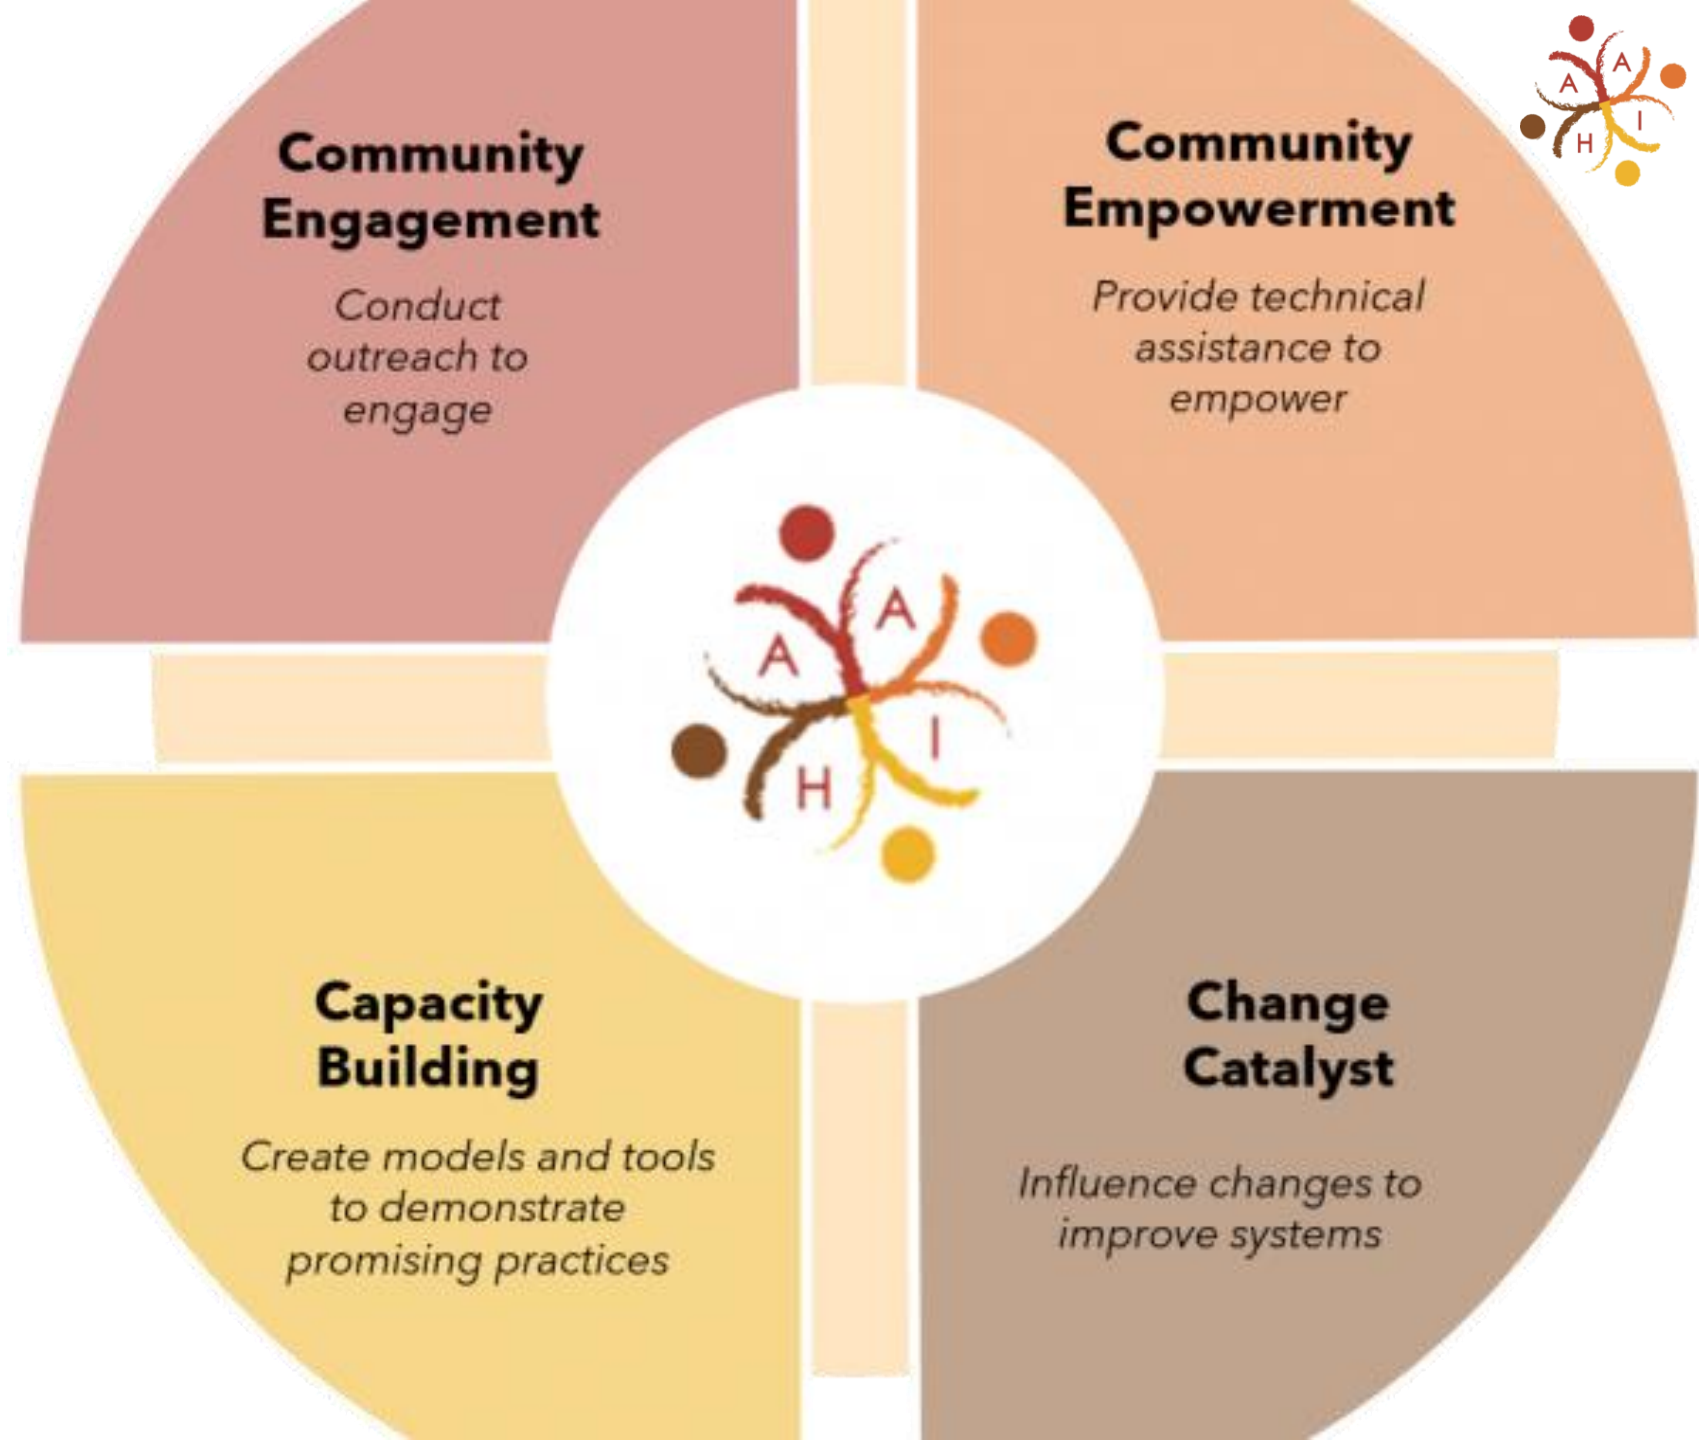 Community
Engagement
Conduct
outreach to
engage
Community
Empowerment
Provide technical
assistance to
empower
A
A
I
H
A
A
I
H
Capacity
Building
Create models and tools
to demonstrate
promising practices
Change
Catalyst
Influence changes to
improve systems